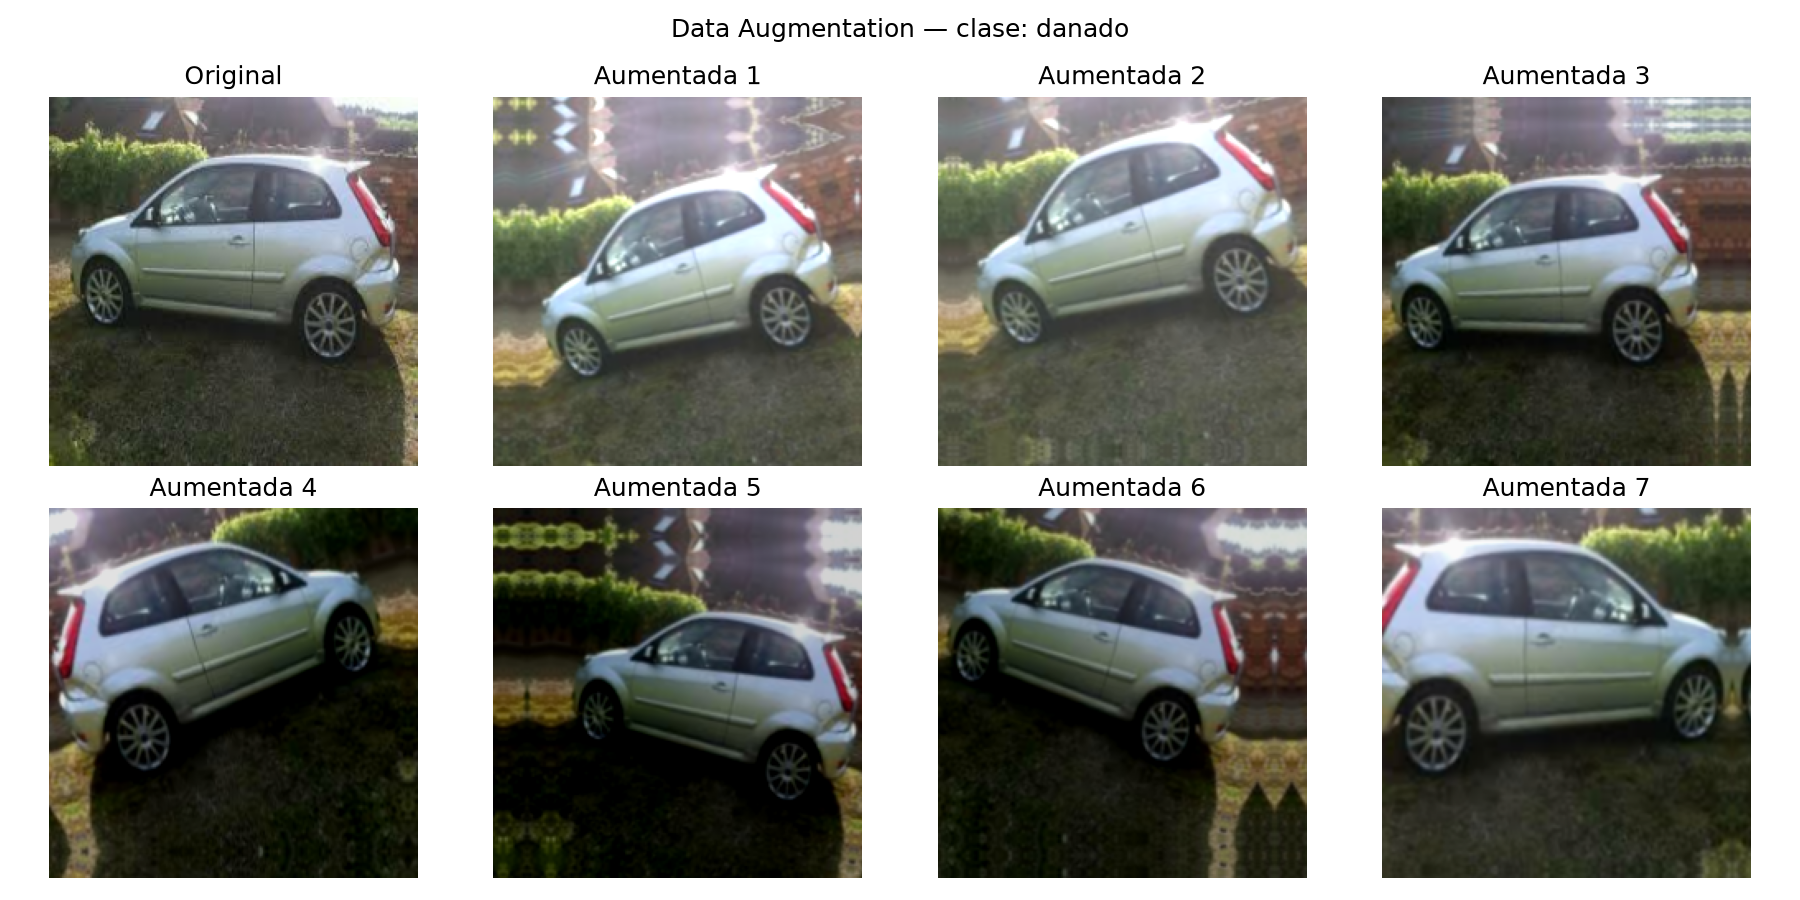 Data Augmentation — clase: danado
Original
Aumentada 1
Aumentada 2
Aumentada 3
Aumentada 4
Aumentada 5
Aumentada 6
Aumentada 7